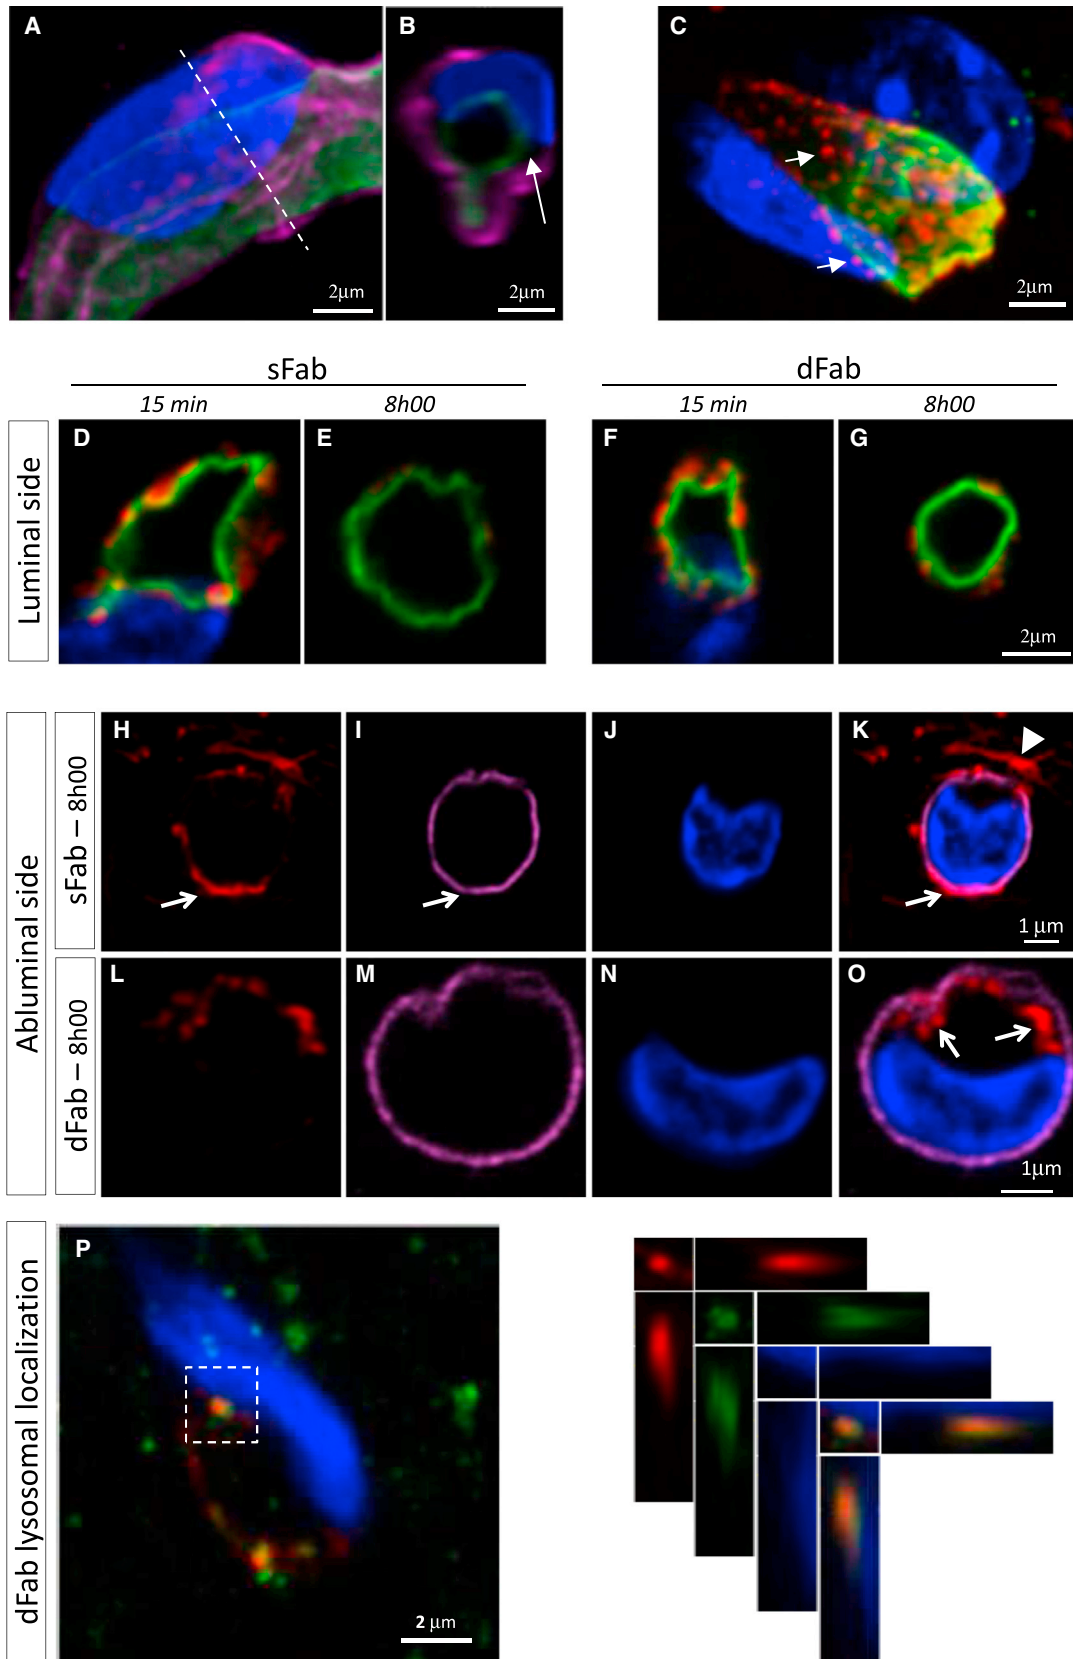 A
B
C
2μm
2μm
2μm
sFab
dFab
15 min
8h00
15 min
8h00
Luminal side
D
E
F
G
2μm
Abluminal side
sFab – 8h00
H
I
J
K
1 μm
dFab – 8h00
L
M
N
O
1μm
dFab lysosomal localization
P
2 μm